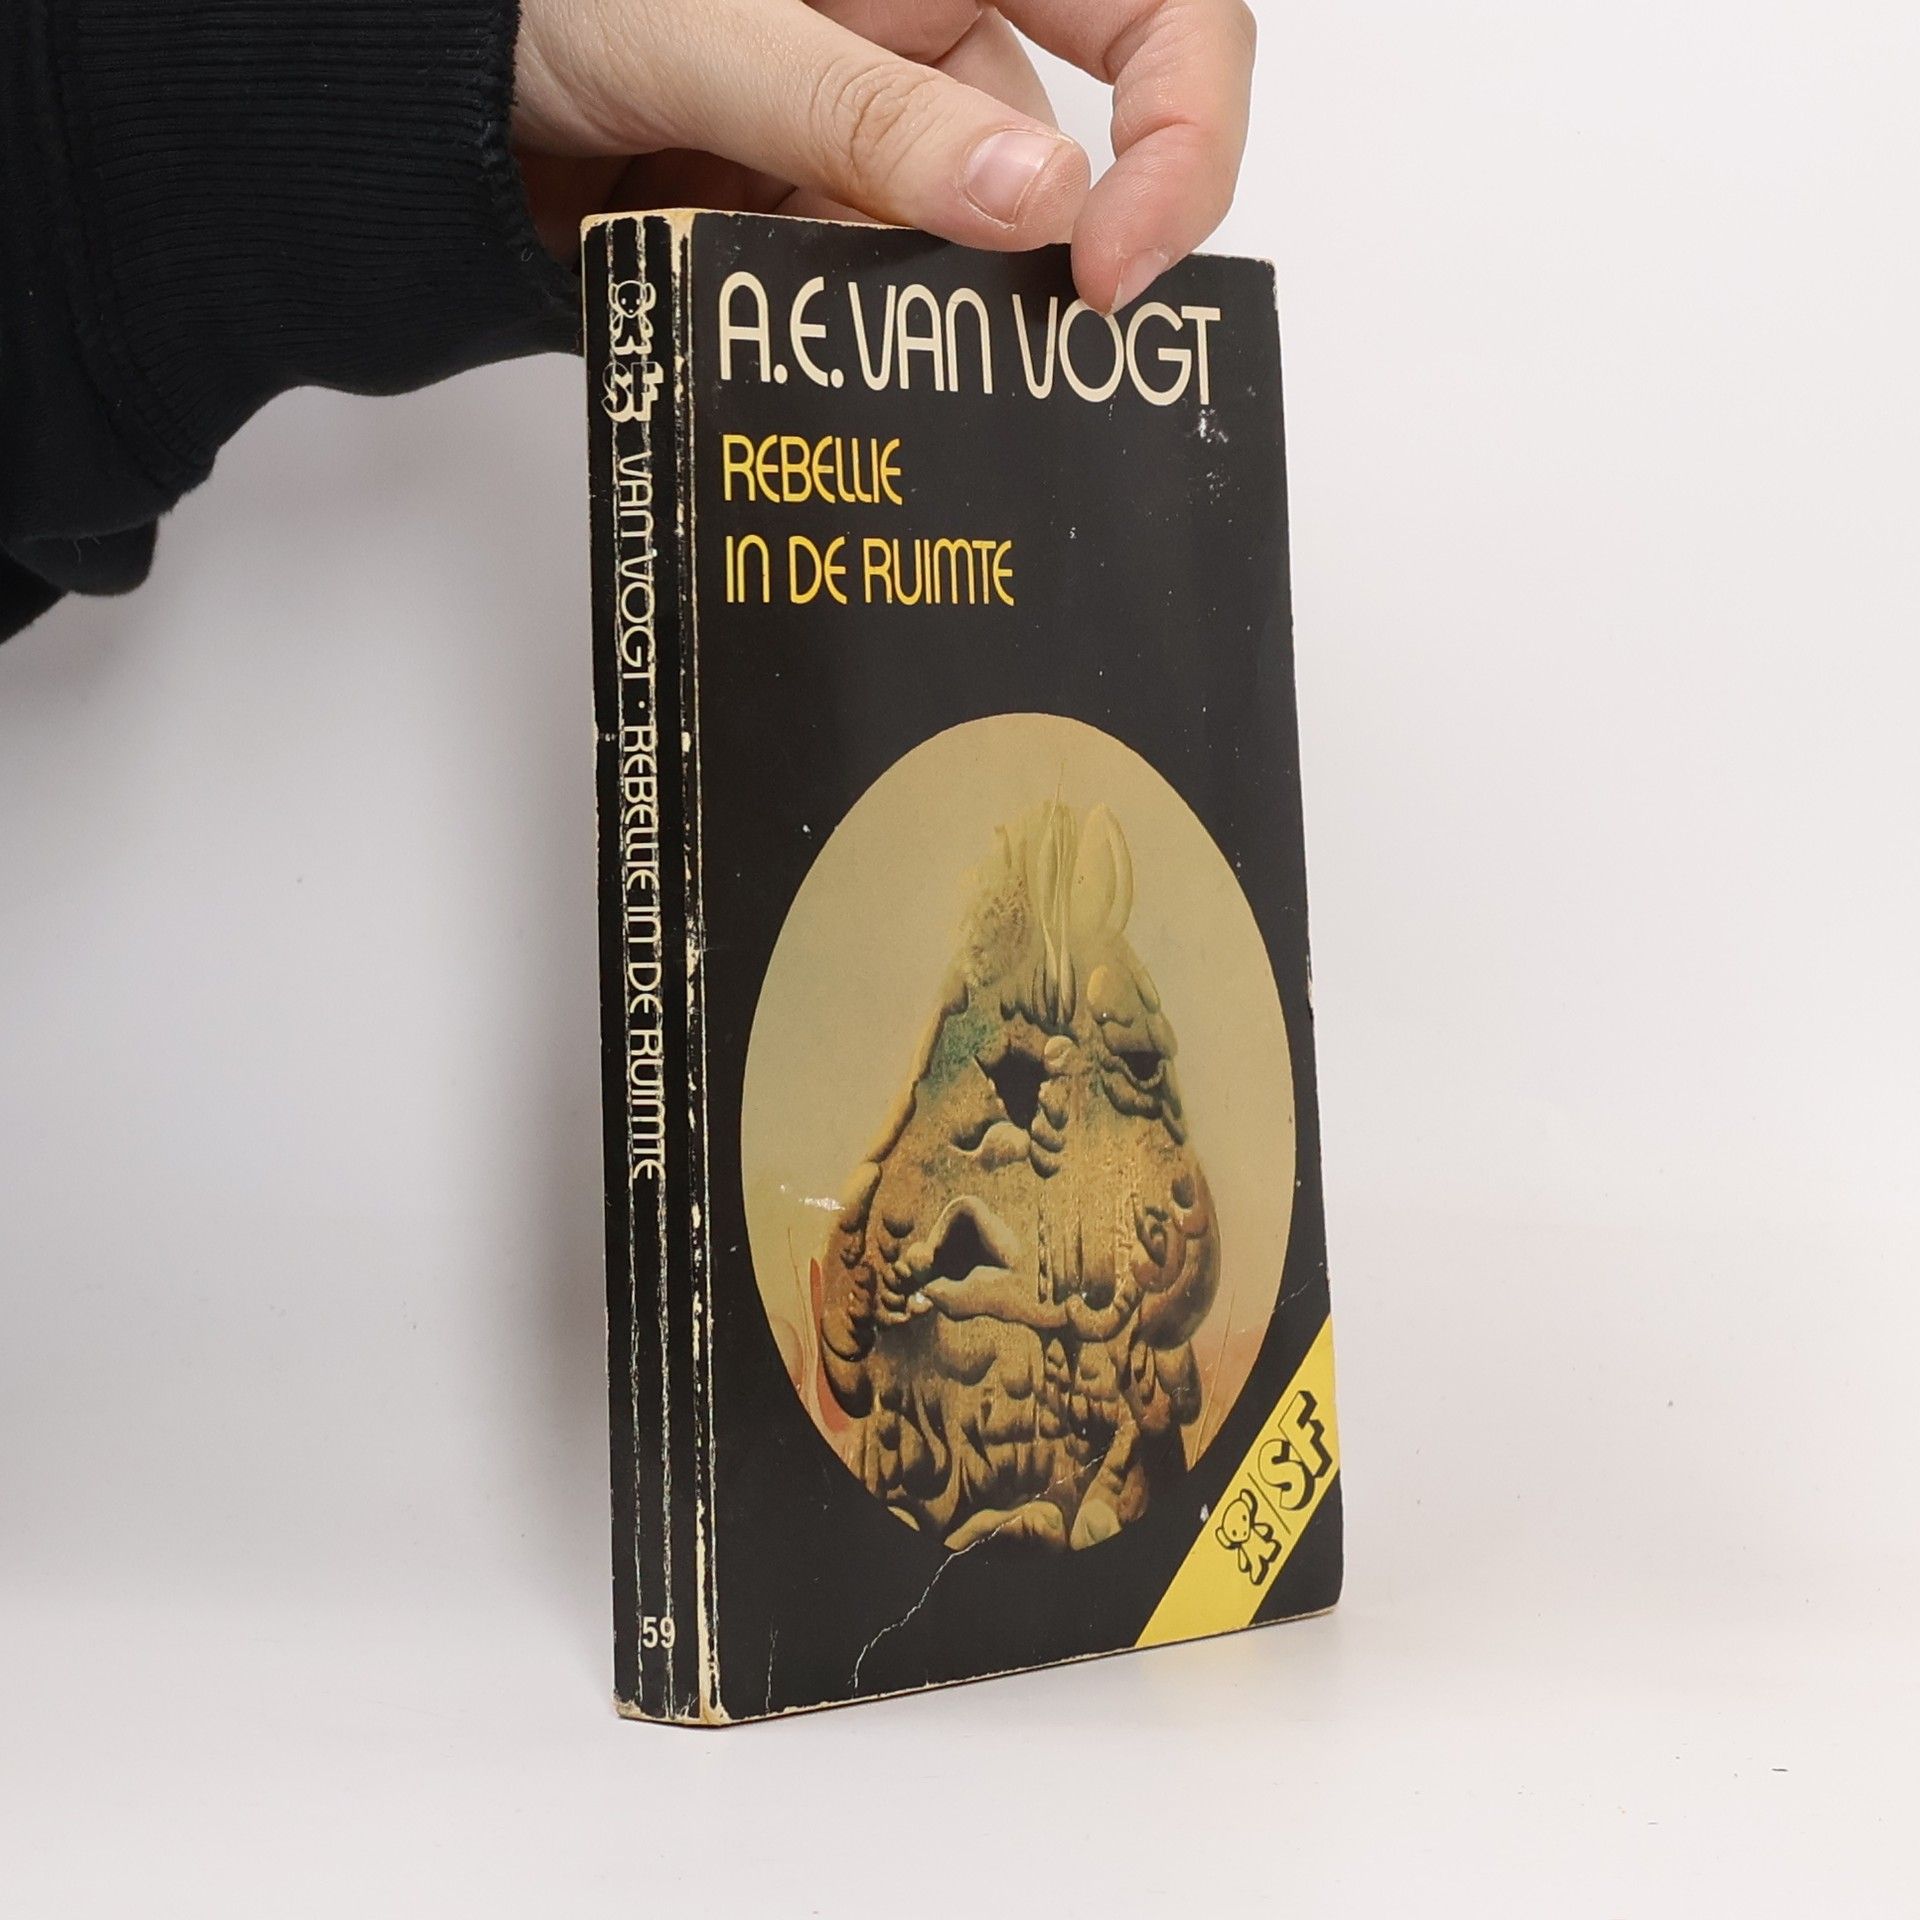 A.E. VAN VOGT
REBELLIE
IN DE RUIMTE
SF
SF VAN VOGT · REBELLIE IN DE RUIMTE
59